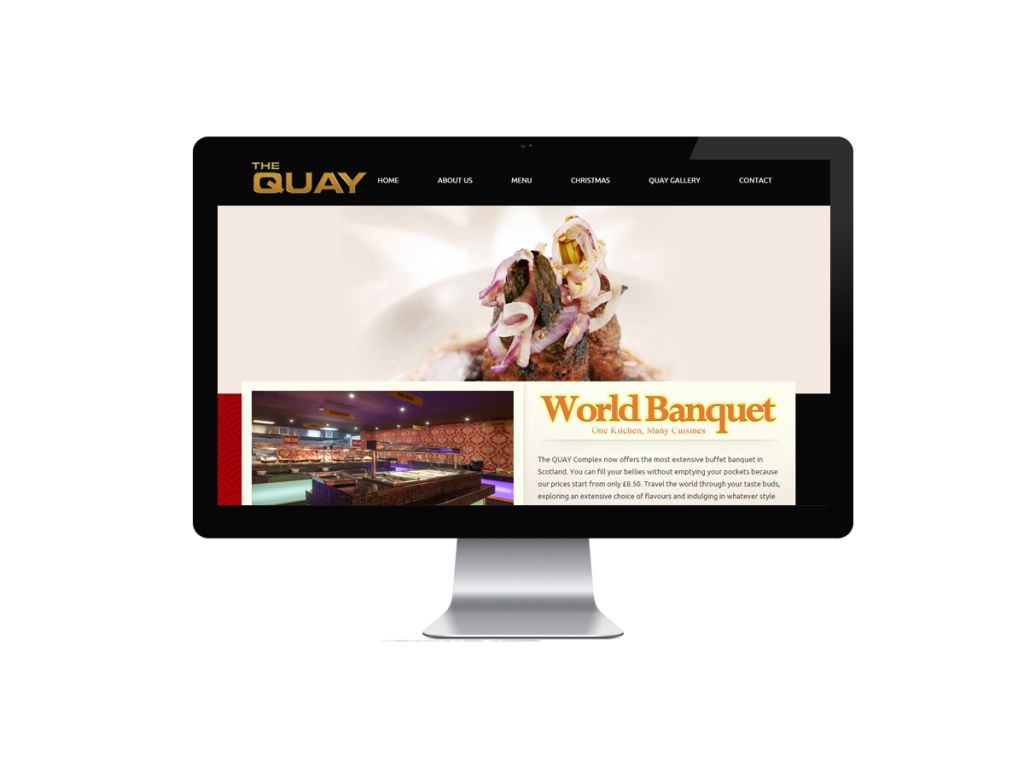 THE
QUAY
HOME ABOUT US MENU CHRISTMAS QUAY GALLERY CONTACT
World Banquet
One Kitchen, Many Cuisines
The QUAY Complex now offers the most extensive buffet banquet in
Scotland. You can fill your bellies without emptying your pockets because
our prices start from only £8.50. Travel the world through your taste buds,
exploring an extensive choice of flavours and indulging in whatever style